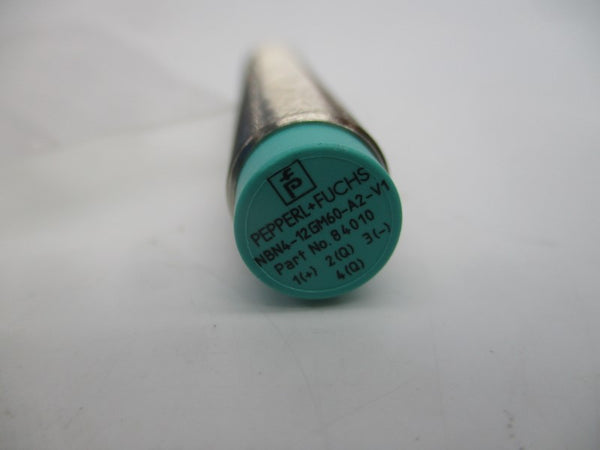 PEPPERL+FUCHS
NBN4-12GM60-A2-V1
Part No. 84010
1(+) 2(Q) 3(-)
4(Q)